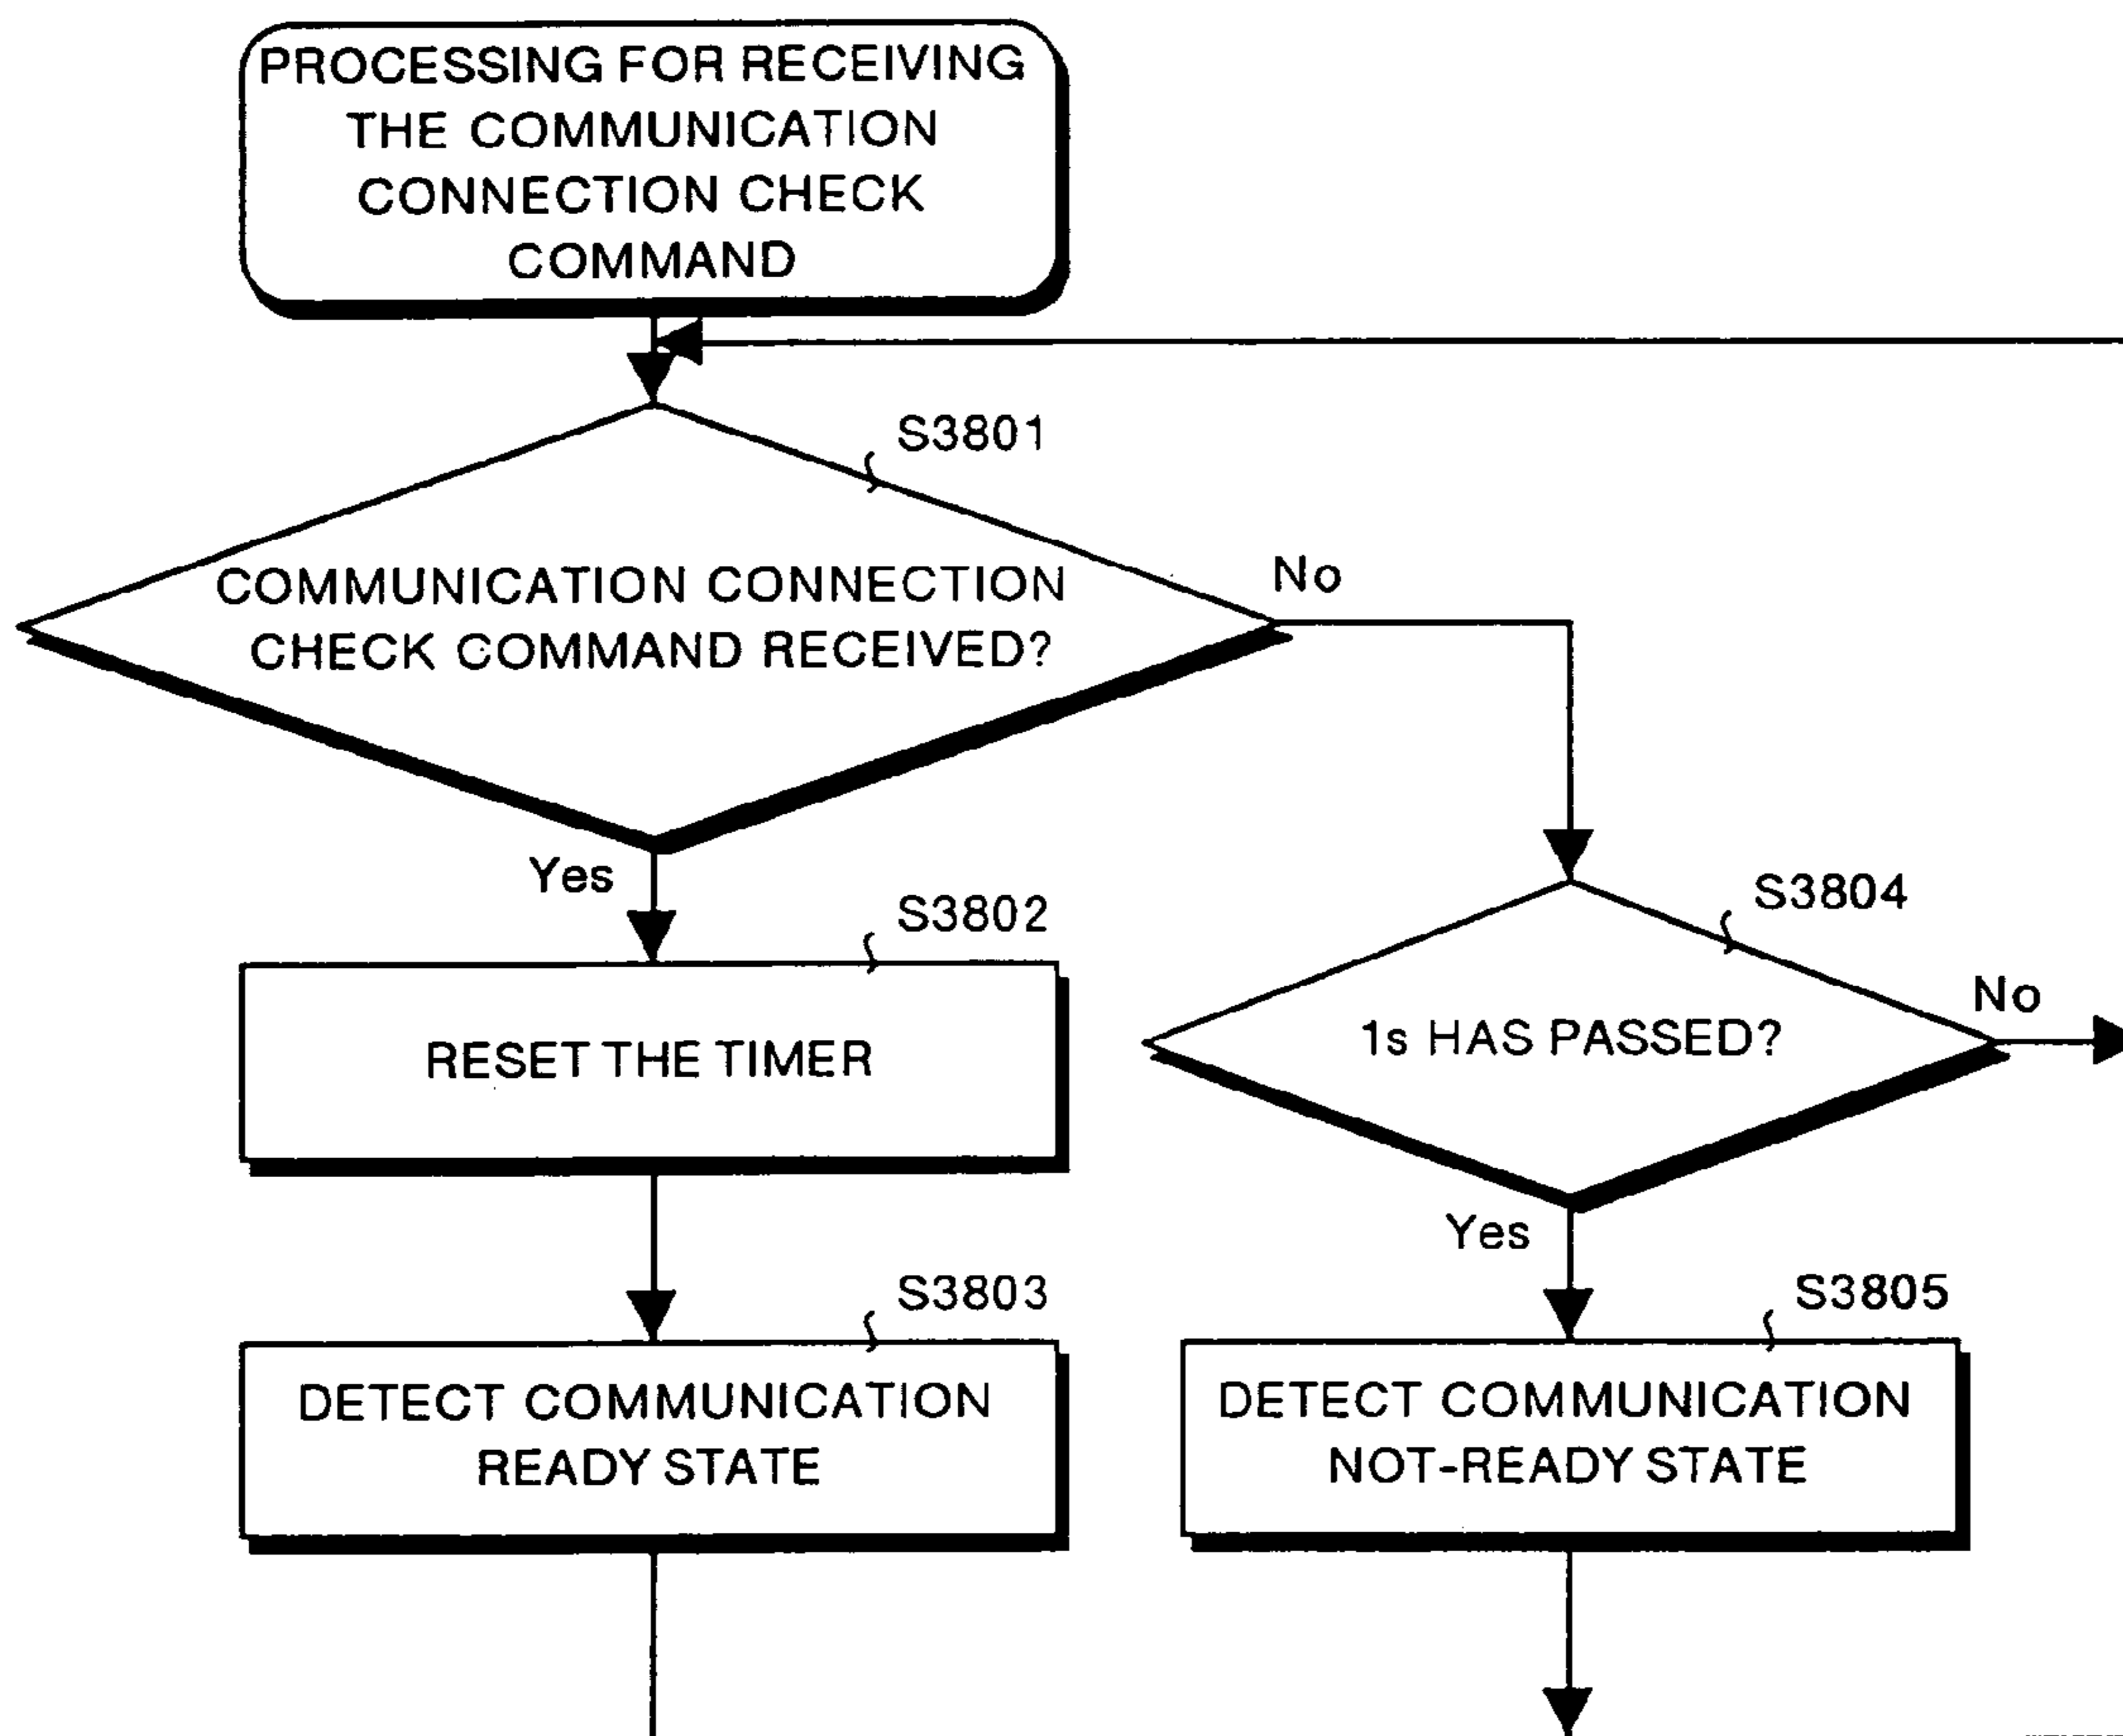 PROCESSING FOR RECEIVING
THE COMMUNICATION
CONNECTION CHECK
COMMAND
S3801
COMMUNICATION CONNECTION
CHECK COMMAND RECEIVED?
No
Yes
S3802
RESET THE TIMER
S3804
1s HAS PASSED?
No
Yes
S3803
DETECT COMMUNICATION
READY STATE
S3805
DETECT COMMUNICATION
NOT-READY STATE